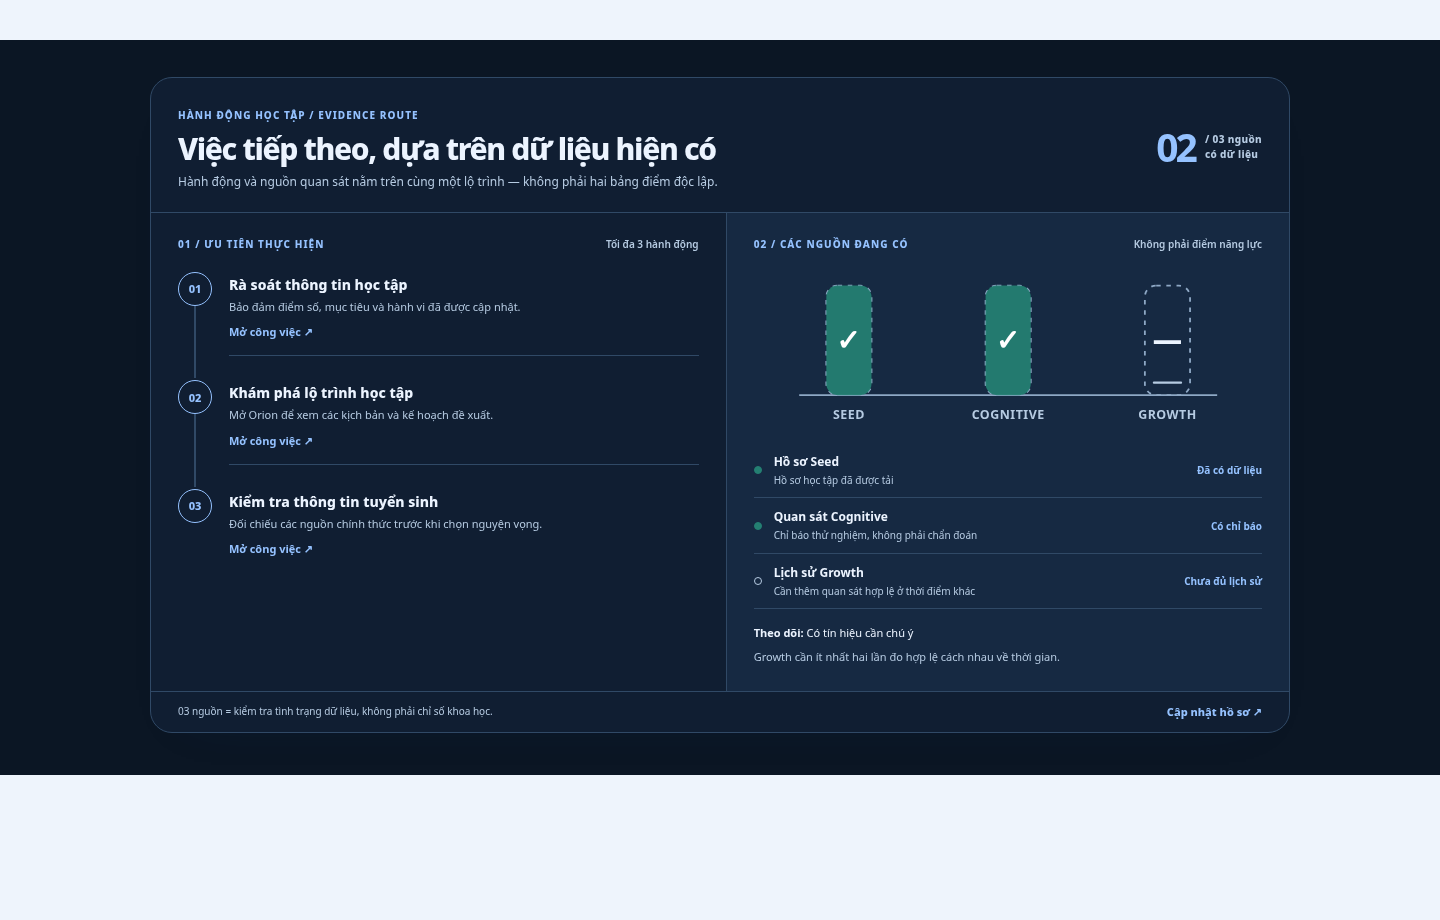 HÀNH ĐỘNG HỌC TẬP / EVIDENCE ROUTE
Việc tiếp theo, dựa trên dữ liệu hiện có
Hành động và nguồn quan sát nằm trên cùng một lộ trình — không phải hai bảng điểm độc lập.
02
/ 03 nguồn
có dữ liệu
01 / ƯU TIÊN THỰC HIỆN
Tối đa 3 hành động
01
Rà soát thông tin học tập
Bảo đảm điểm số, mục tiêu và hành vi đã được cập nhật.
Mở công việc ↗
02
Khám phá lộ trình học tập
Mở Orion để xem các kịch bản và kế hoạch đề xuất.
Mở công việc ↗
03
Kiểm tra thông tin tuyển sinh
Đối chiếu các nguồn chính thức trước khi chọn nguyện vọng.
Mở công việc ↗
02 / CÁC NGUỒN ĐANG CÓ
Không phải điểm năng lực
✓ ✓ —
SEED COGNITIVE GROWTH
Hồ sơ Seed
Hồ sơ học tập đã được tải
Đã có dữ liệu
Quan sát Cognitive
Chỉ báo thử nghiệm, không phải chẩn đoán
Có chỉ báo
Lịch sử Growth
Cần thêm quan sát hợp lệ ở thời điểm khác
Chưa đủ lịch sử
Theo dõi: Có tín hiệu cần chú ý
Growth cần ít nhất hai lần đo hợp lệ cách nhau về thời gian.
03 nguồn = kiểm tra tình trạng dữ liệu, không phải chỉ số khoa học.
Cập nhật hồ sơ ↗